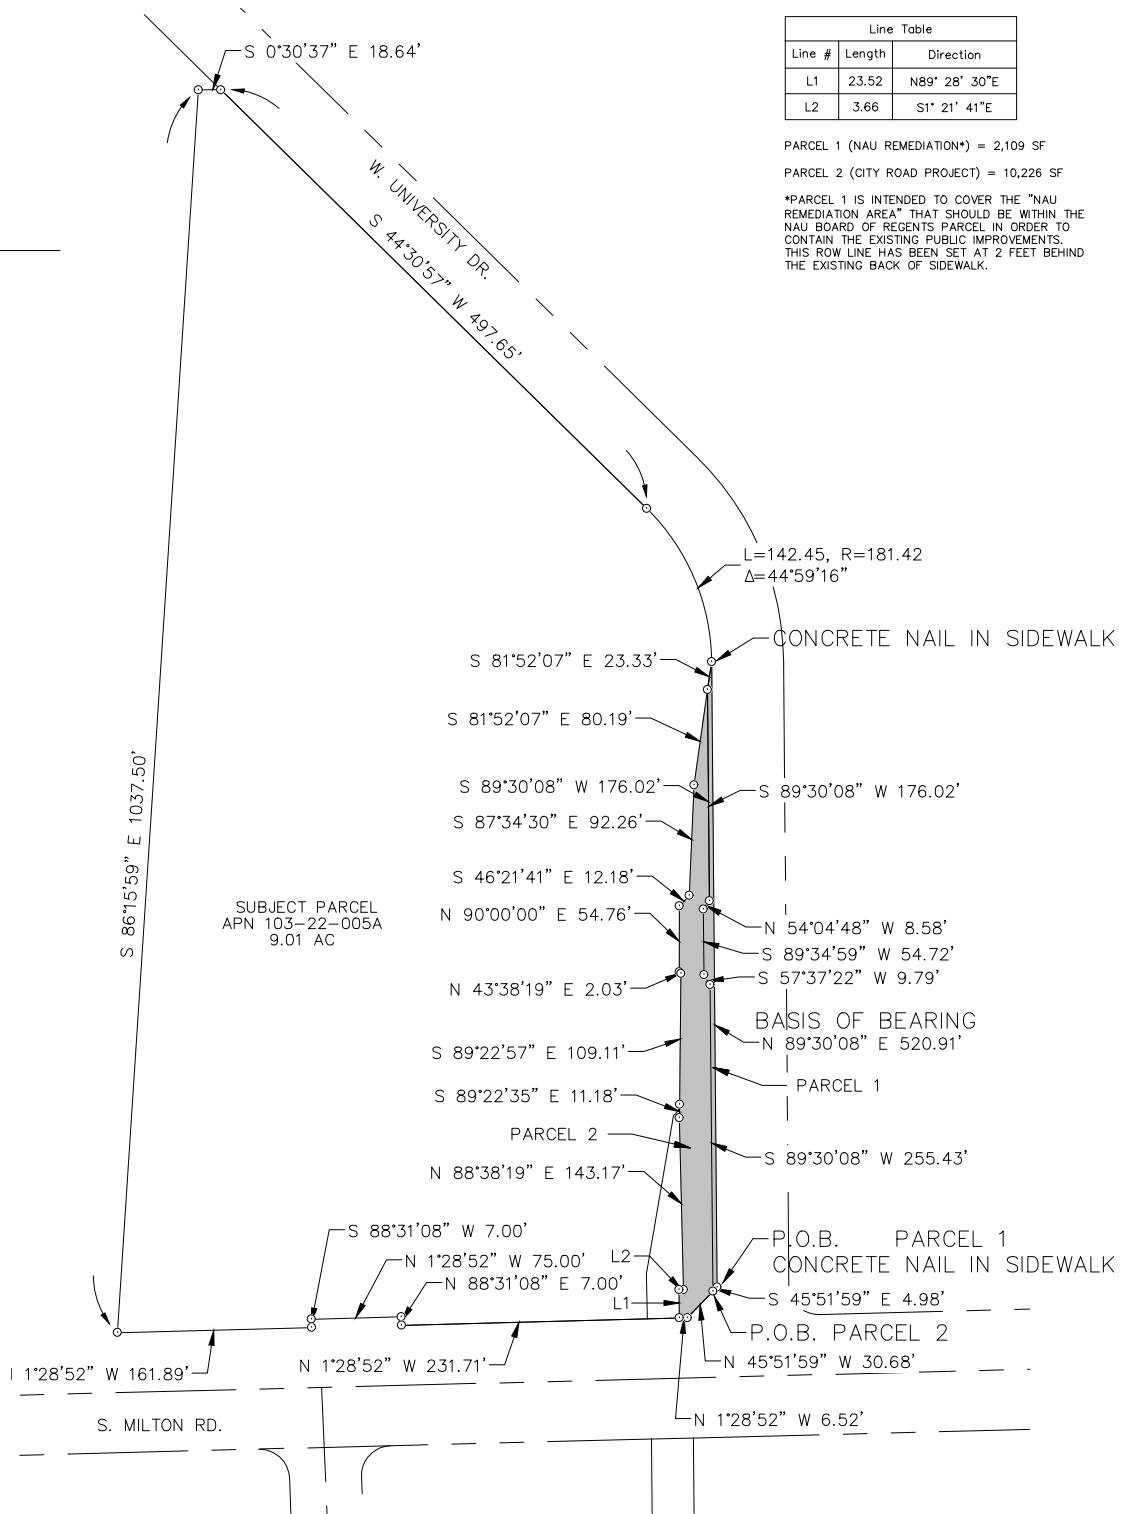 S 0°30'37" E 18.64'
Line Table
Line # Length Direction
L1 23.52 N89° 28' 30"E
L2 3.66 S1° 21' 41"E
PARCEL 1 (NAU REMEDIATION*) = 2,109 SF
PARCEL 2 (CITY ROAD PROJECT) = 10,226 SF
*PARCEL 1 IS INTENDED TO COVER THE "NAU
REMEDIATION AREA" THAT SHOULD BE WITHIN THE
NAU BOARD OF REGENTS PARCEL IN ORDER TO
CONTAIN THE EXISTING PUBLIC IMPROVEMENTS.
THIS ROW LINE HAS BEEN SET AT 2 FEET BEHIND
THE EXISTING BACK OF SIDEWALK.
W. UNIVERSITY DR.
S 44°30'57" W 497.65'
L=142.45, R=181.42
Δ=44°59'16"
CONCRETE NAIL IN SIDEWALK
S 81°52'07" E 23.33'
S 81°52'07" E 80.19'
S 89°30'08" W 176.02'
S 89°30'08" W 176.02'
S 87°34'30" E 92.26'
S 86°15'59" E 1037.50'
S 46°21'41" E 12.18'
SUBJECT PARCEL
APN 103-22-005A
9.01 AC
N 90°00'00" E 54.76'
N 54°04'48" W 8.58'
S 89°34'59" W 54.72'
S 57°37'22" W 9.79'
N 43°38'19" E 2.03'
BASIS OF BEARING
N 89°30'08" E 520.91'
S 89°22'57" E 109.11'
PARCEL 1
S 89°22'35" E 11.18'
PARCEL 2
S 89°30'08" W 255.43'
N 88°38'19" E 143.17'
S 88°31'08" W 7.00'
P.O.B. PARCEL 1
CONCRETE NAIL IN SIDEWALK
N 1°28'52" W 75.00'
L2
N 88°31'08" E 7.00'
L1
S 45°51'59" E 4.98'
P.O.B. PARCEL 2
N 45°51'59" W 30.68'
1°28'52" W 161.89'
N 1°28'52" W 231.71'
N 1°28'52" W 6.52'
S. MILTON RD.